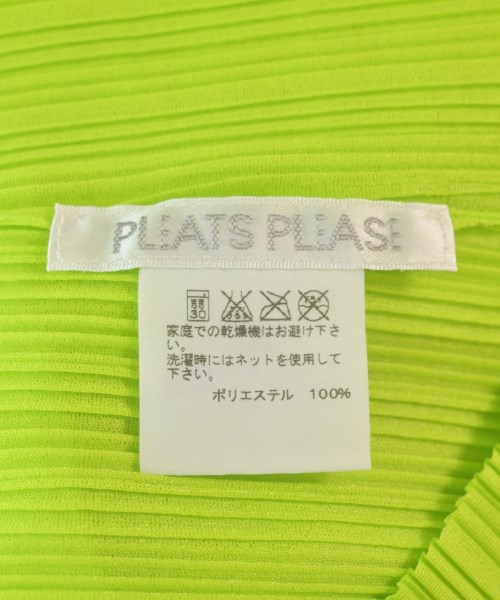 PLEATS PLEASE
30
家庭での乾燥機はお避け下さ
い。
洗濯時にはネットを使用して
下さい。
ポリエステル 100%